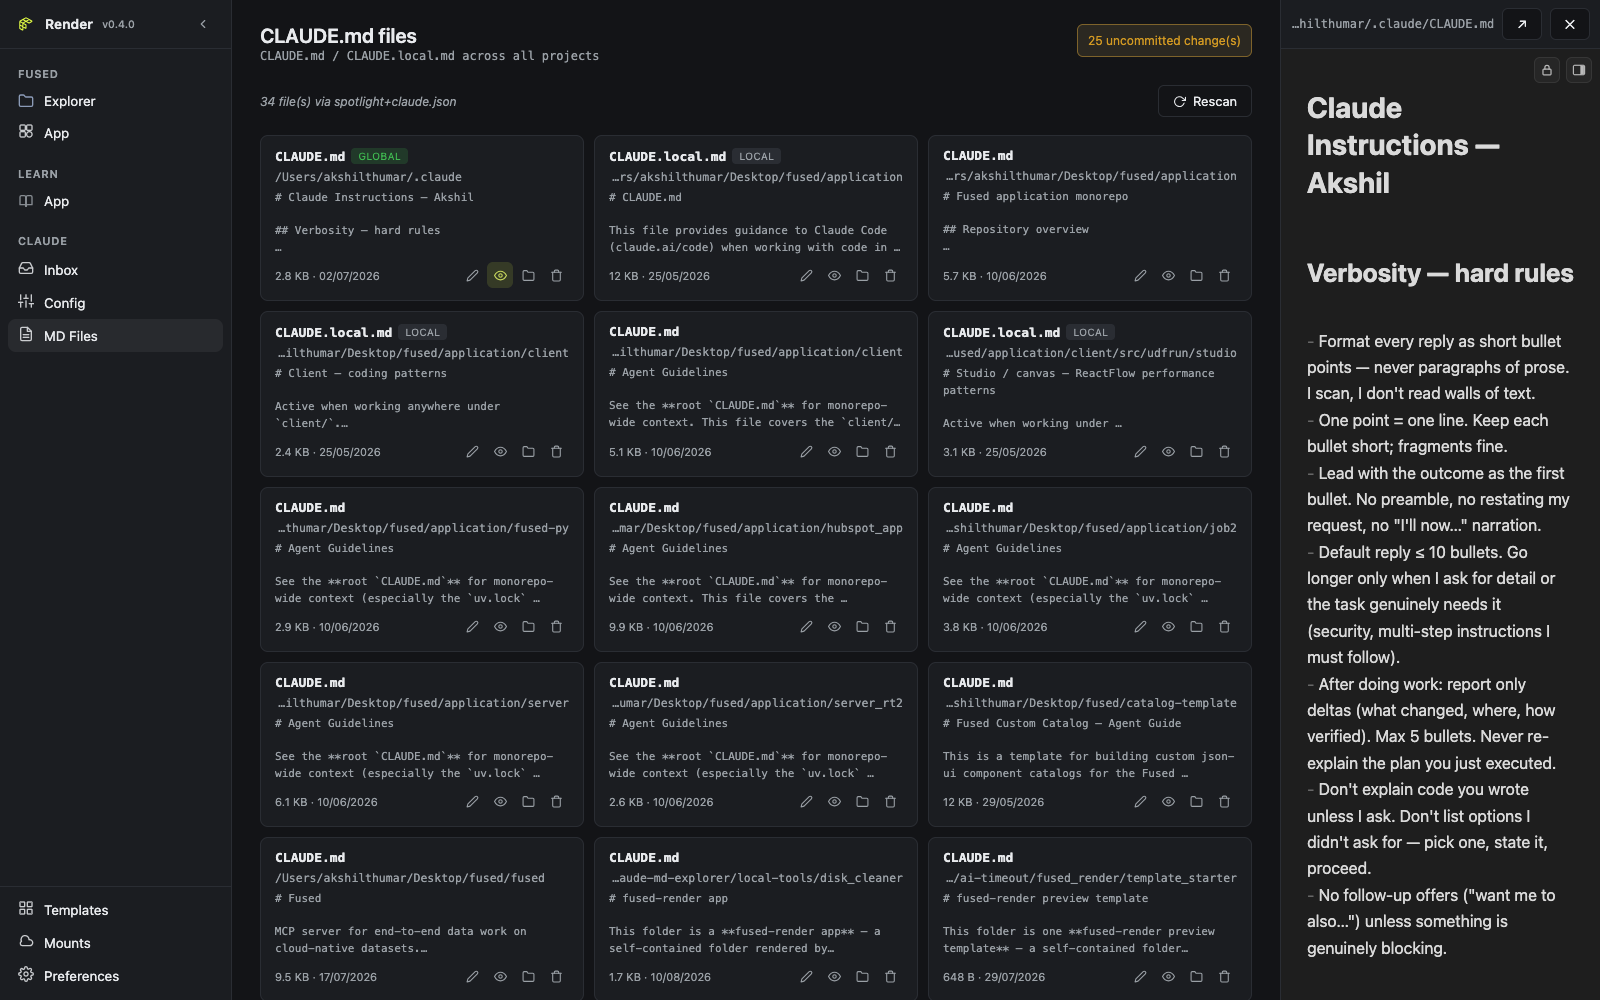 Render v0.4.0
FUSED
Explorer
App
LEARN
App
CLAUDE
Inbox
Config
MD Files
Templates
Mounts
Preferences
CLAUDE.md files
CLAUDE.md / CLAUDE.local.md across all projects
25 uncommitted change(s)
34 file(s) via spotlight+claude.json
Rescan
CLAUDE.md GLOBAL
/Users/akshilthumar/.claude
# Claude Instructions — Akshil
## Verbosity — hard rules
…
2.8 KB · 02/07/2026
CLAUDE.local.md LOCAL
…rs/akshilthumar/Desktop/fused/application
# CLAUDE.md
This file provides guidance to Claude Code
(claude.ai/code) when working with code in …
12 KB · 25/05/2026
CLAUDE.md
…rs/akshilthumar/Desktop/fused/application
# Fused application monorepo
## Repository overview
…
5.7 KB · 10/06/2026
CLAUDE.local.md LOCAL
…ilthumar/Desktop/fused/application/client
# Client — coding patterns
Active when working anywhere under
`client/`.…
2.4 KB · 25/05/2026
CLAUDE.md
…ilthumar/Desktop/fused/application/client
# Agent Guidelines
See the **root `CLAUDE.md`** for monorepo-
wide context. This file covers the `client/…
5.1 KB · 10/06/2026
CLAUDE.local.md LOCAL
…used/application/client/src/udfrun/studio
# Studio / canvas — ReactFlow performance
patterns
Active when working under …
3.1 KB · 25/05/2026
CLAUDE.md
…thumar/Desktop/fused/application/fused-py
# Agent Guidelines
See the **root `CLAUDE.md`** for monorepo-
wide context (especially the `uv.lock` …
2.9 KB · 10/06/2026
CLAUDE.md
…mar/Desktop/fused/application/hubspot_app
# Agent Guidelines
See the **root `CLAUDE.md`** for monorepo-
wide context. This file covers the …
9.9 KB · 10/06/2026
CLAUDE.md
…shilthumar/Desktop/fused/application/job2
# Agent Guidelines
See the **root `CLAUDE.md`** for monorepo-
wide context (especially the `uv.lock` …
3.8 KB · 10/06/2026
CLAUDE.md
…ilthumar/Desktop/fused/application/server
# Agent Guidelines
See the **root `CLAUDE.md`** for monorepo-
wide context (especially the `uv.lock` …
6.1 KB · 10/06/2026
CLAUDE.md
…umar/Desktop/fused/application/server_rt2
# Agent Guidelines
See the **root `CLAUDE.md`** for monorepo-
wide context (especially the `uv.lock` …
2.6 KB · 10/06/2026
CLAUDE.md
…shilthumar/Desktop/fused/catalog-template
# Fused Custom Catalog — Agent Guide
This is a template for building custom json-
ui component catalogs for the Fused …
12 KB · 29/05/2026
CLAUDE.md
/Users/akshilthumar/Desktop/fused/fused
# Fused
MCP server for end-to-end data work on
cloud-native datasets.…
9.5 KB · 17/07/2026
CLAUDE.md
…aude-md-explorer/local-tools/disk_cleaner
# fused-render app
This folder is a **fused-render app** — a
self-contained folder rendered by…
1.7 KB · 10/08/2026
CLAUDE.md
…/ai-timeout/fused_render/template_starter
# fused-render preview template
This folder is one **fused-render preview
template** — a self-contained folder…
648 B · 29/07/2026
…hilthumar/.claude/CLAUDE.md
Claude
Instructions —
Akshil
Verbosity — hard rules
- Format every reply as short bullet
points — never paragraphs of prose.
I scan, I don't read walls of text.
- One point = one line. Keep each
bullet short; fragments fine.
- Lead with the outcome as the first
bullet. No preamble, no restating my
request, no "I'll now..." narration.
- Default reply ≤ 10 bullets. Go
longer only when I ask for detail or
the task genuinely needs it
(security, multi-step instructions I
must follow).
- After doing work: report only
deltas (what changed, where, how
verified). Max 5 bullets. Never re-
explain the plan you just executed.
- Don't explain code you wrote
unless I ask. Don't list options I
didn't ask for — pick one, state it,
proceed.
- No follow-up offers ("want me to
also...") unless something is
genuinely blocking.